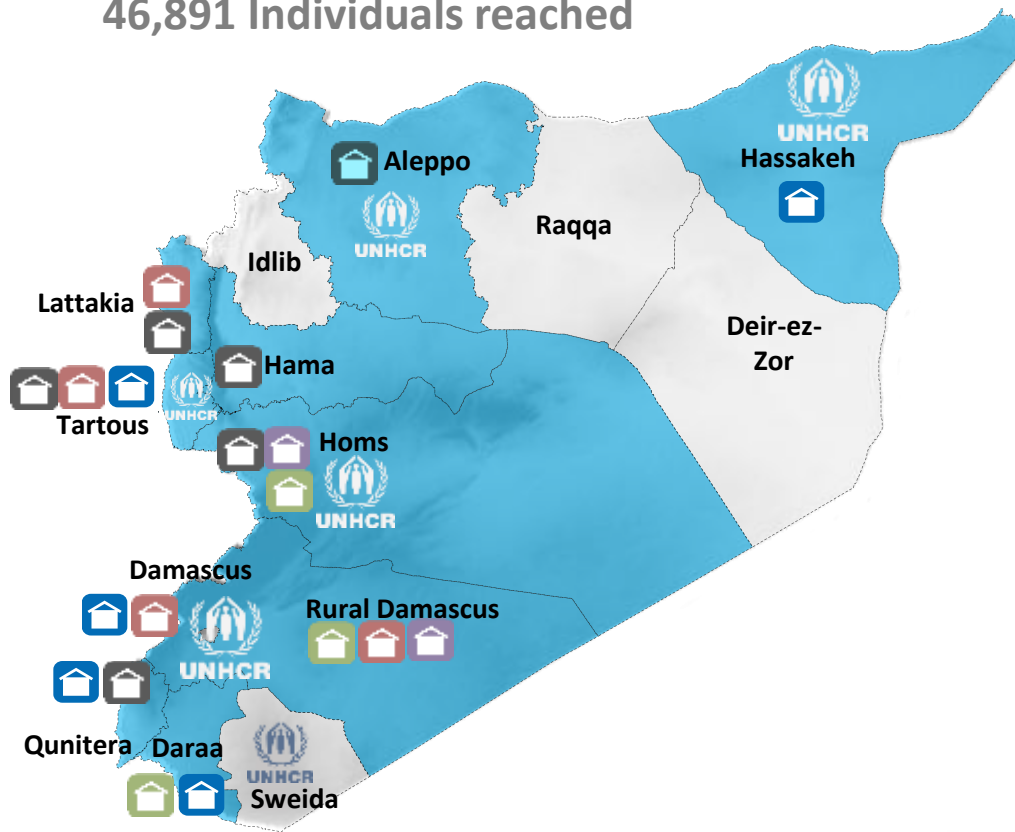 46,891 Individuals reached
UNHCR
Hassakeh
Aleppo
UNHCR
Raqqa
Idlib
Lattakia
Deir-ez-
Zor
Hama
UNHCR
Tartous
Homs
UNHCR
Damascus
Rural Damascus
UNHCR
Qunitera
Daraa
UNHCR
Sweida